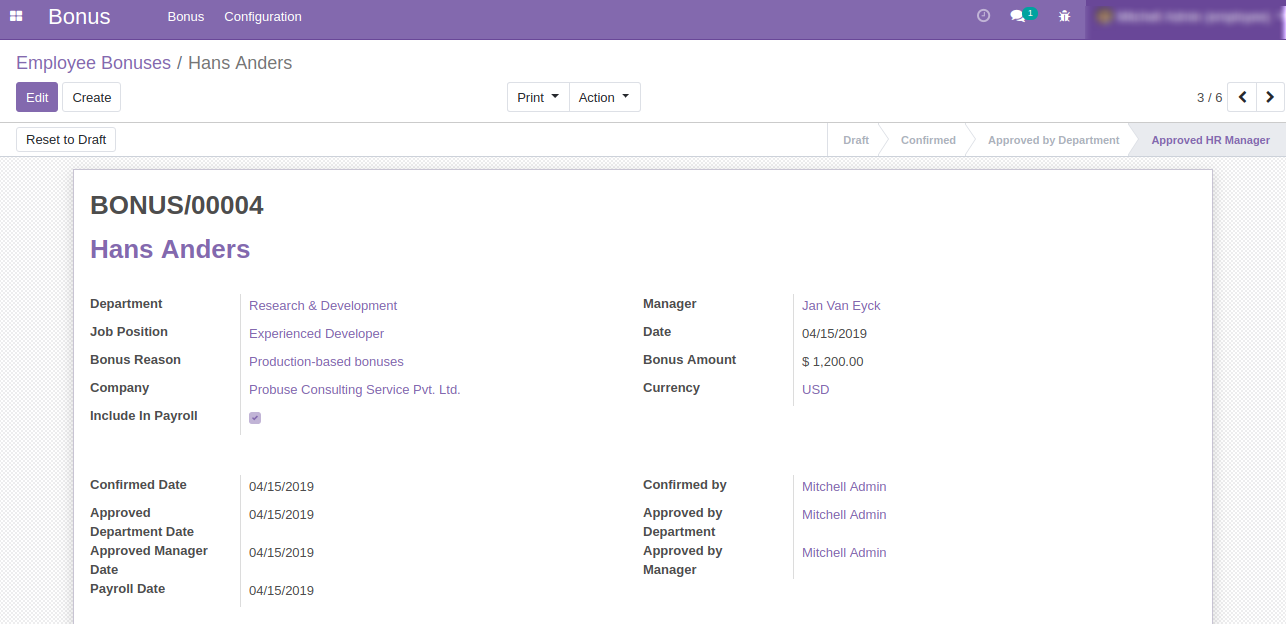 Bonus Bonus Configuration 1
Employee Bonuses / Hans Anders
Edit Create Print Action 3 / 6
Reset to Draft Draft Confirmed Approved by Department Approved HR Manager
BONUS/00004
Hans Anders
Department Research & Development Manager Jan Van Eyck
Job Position Experienced Developer Date 04/15/2019
Bonus Reason Production-based bonuses Bonus Amount $ 1,200.00
Company Probuse Consulting Service Pvt. Ltd. Currency USD
Include In Payroll
Confirmed Date 04/15/2019 Confirmed by Mitchell Admin
Approved 04/15/2019 Approved by Mitchell Admin
Department Date Department
Approved Manager 04/15/2019 Approved by Mitchell Admin
Date Manager
Payroll Date 04/15/2019